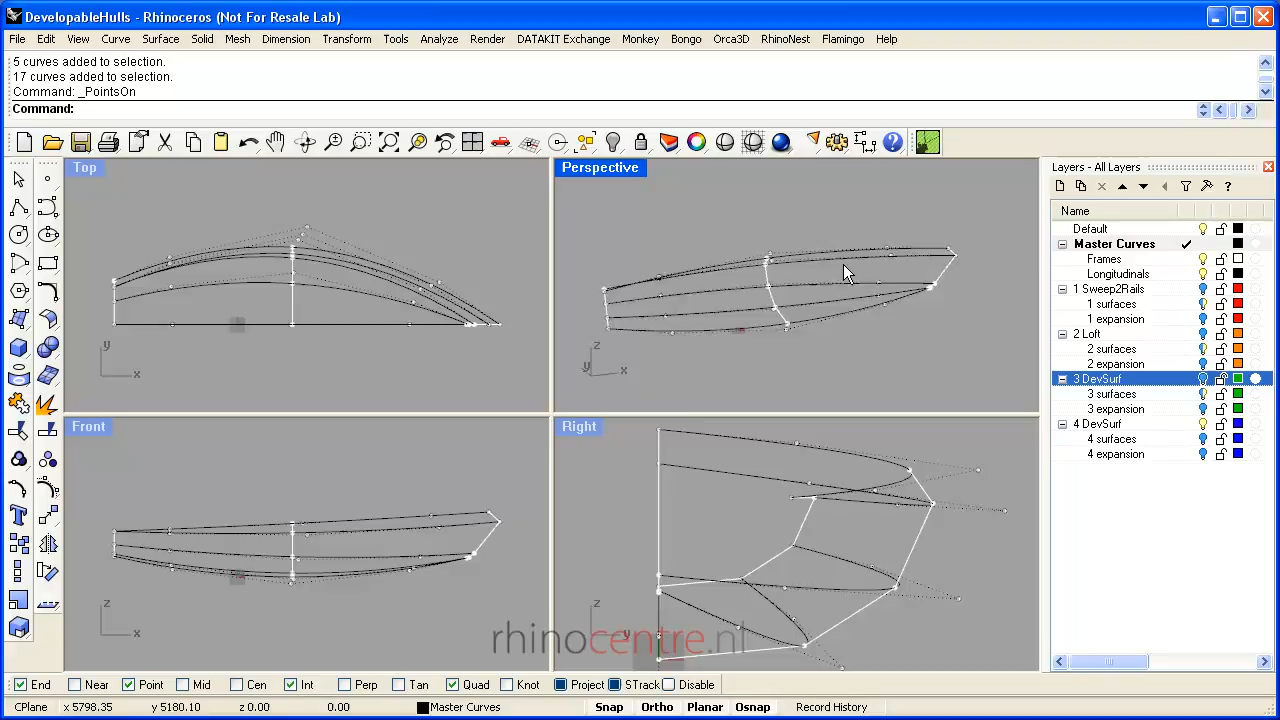 DevelopableHulls - Rhinoceros (Not For Resale Lab)
File Edit View Curve Surface Solid Mesh Dimension Transform Tools Analyze Render DATAKIT Exchange Monkey Bongo Orca3D RhinoNest Flamingo Help
5 curves added to selection.
17 curves added to selection.
Command: _PointsOn
Command:
Top
Perspective
Layers - All Layers
Name
Default
Master Curves
Frames
Longitudinals
1 Sweep2Rails
1 surfaces
1 expansion
2 Loft
2 surfaces
2 expansion
3 DevSurf
3 surfaces
3 expansion
4 DevSurf
4 surfaces
4 expansion
y
x
z
y
x
Front
Right
z
x
z
y
rhinocentre.nl
End Near Point Mid Cen Int Perp Tan Quad Knot Project STrack Disable
CPlane x 5798.35 y 5180.10 z 0.00 0.00 Master Curves Snap Ortho Planar Osnap Record History